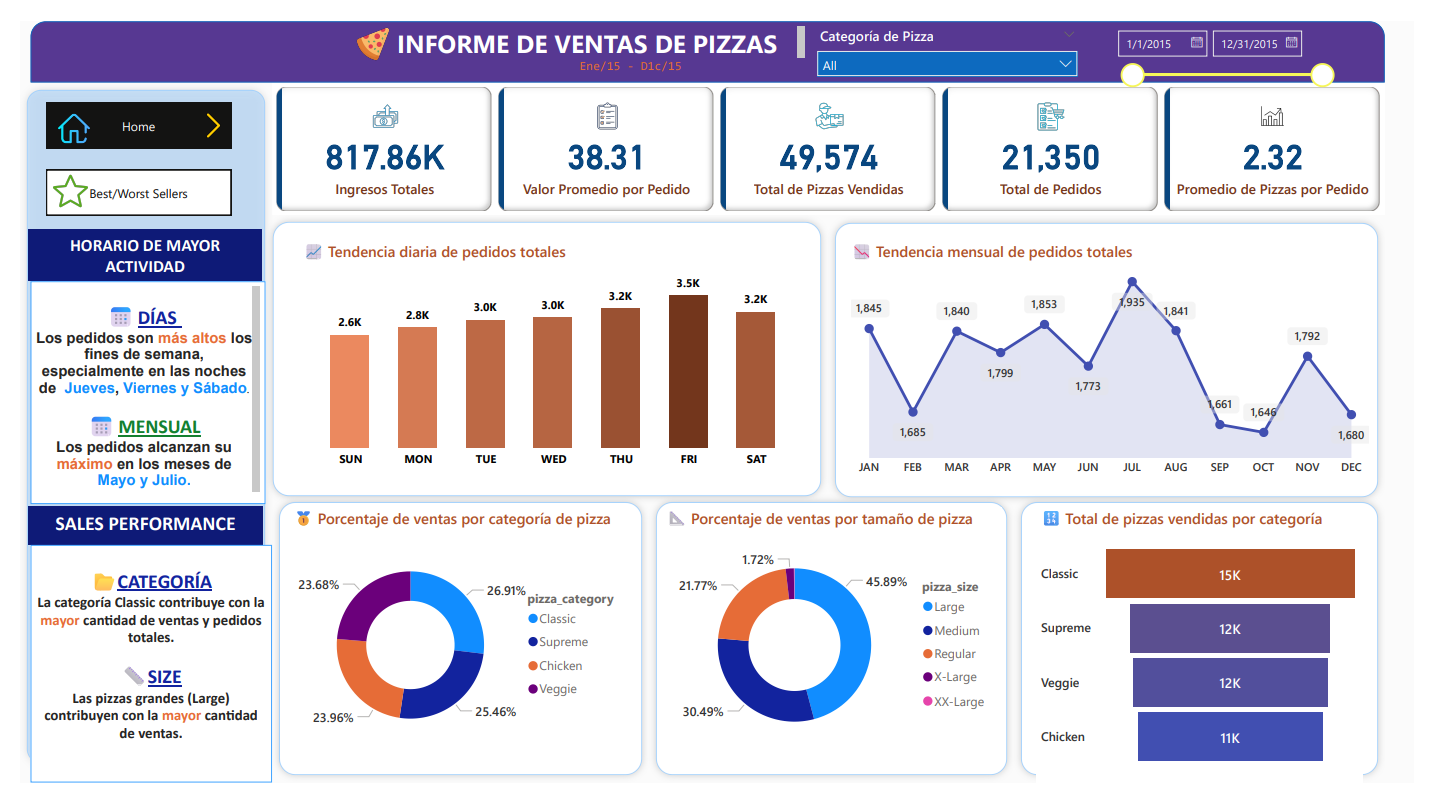 INFORME DE VENTAS DE PIZZAS
Ene/15 - D1c/15
Categoría de Pizza
All
1/1/2015
12/31/2015
Home
Best/Worst Sellers
817.86K
Ingresos Totales
38.31
Valor Promedio por Pedido
49,574
Total de Pizzas Vendidas
21,350
Total de Pedidos
2.32
Promedio de Pizzas por Pedido
HORARIO DE MAYOR
ACTIVIDAD
DÍAS
Los pedidos son más altos los
fines de semana,
especialmente en las noches
de Jueves, Viernes y Sábado.
MENSUAL
Los pedidos alcanzan su
máximo en los meses de
Mayo y Julio.
SALES PERFORMANCE
CATEGORÍA
La categoría Classic contribuye con la
mayor cantidad de ventas y pedidos
totales.
SIZE
Las pizzas grandes (Large)
contribuyen con la mayor cantidad
de ventas.
Tendencia diaria de pedidos totales
2.6K
2.8K
3.0K
3.0K
3.2K
3.5K
3.2K
SUN MON TUE WED THU FRI SAT
Tendencia mensual de pedidos totales
1,845
1,685
1,840
1,799
1,853
1,773
1,935
1,841
1,661
1,646
1,792
1,680
JAN FEB MAR APR MAY JUN JUL AUG SEP OCT NOV DEC
Porcentaje de ventas por categoría de pizza
23.68%
26.91%
23.96%
25.46%
pizza_category
Classic
Supreme
Chicken
Veggie
Porcentaje de ventas por tamaño de pizza
1.72%
21.77%
45.89%
30.49%
pizza_size
Large
Medium
Regular
X-Large
XX-Large
Total de pizzas vendidas por categoría
Classic 15K
Supreme 12K
Veggie 12K
Chicken 11K